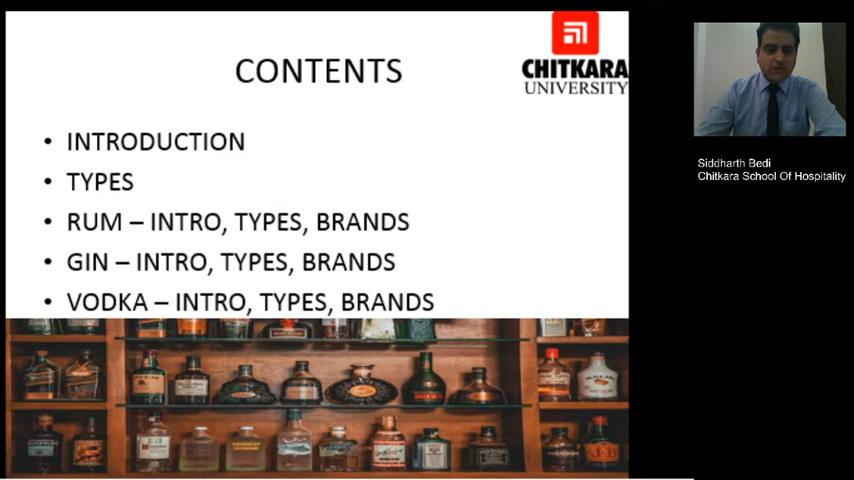 CONTENTS
CHITKARA
UNIVERSITY
• INTRODUCTION
• TYPES
• RUM – INTRO, TYPES, BRANDS
• GIN – INTRO, TYPES, BRANDS
• VODKA – INTRO, TYPES, BRANDS
Siddharth Bedi
Chitkara School Of Hospitality
J&B